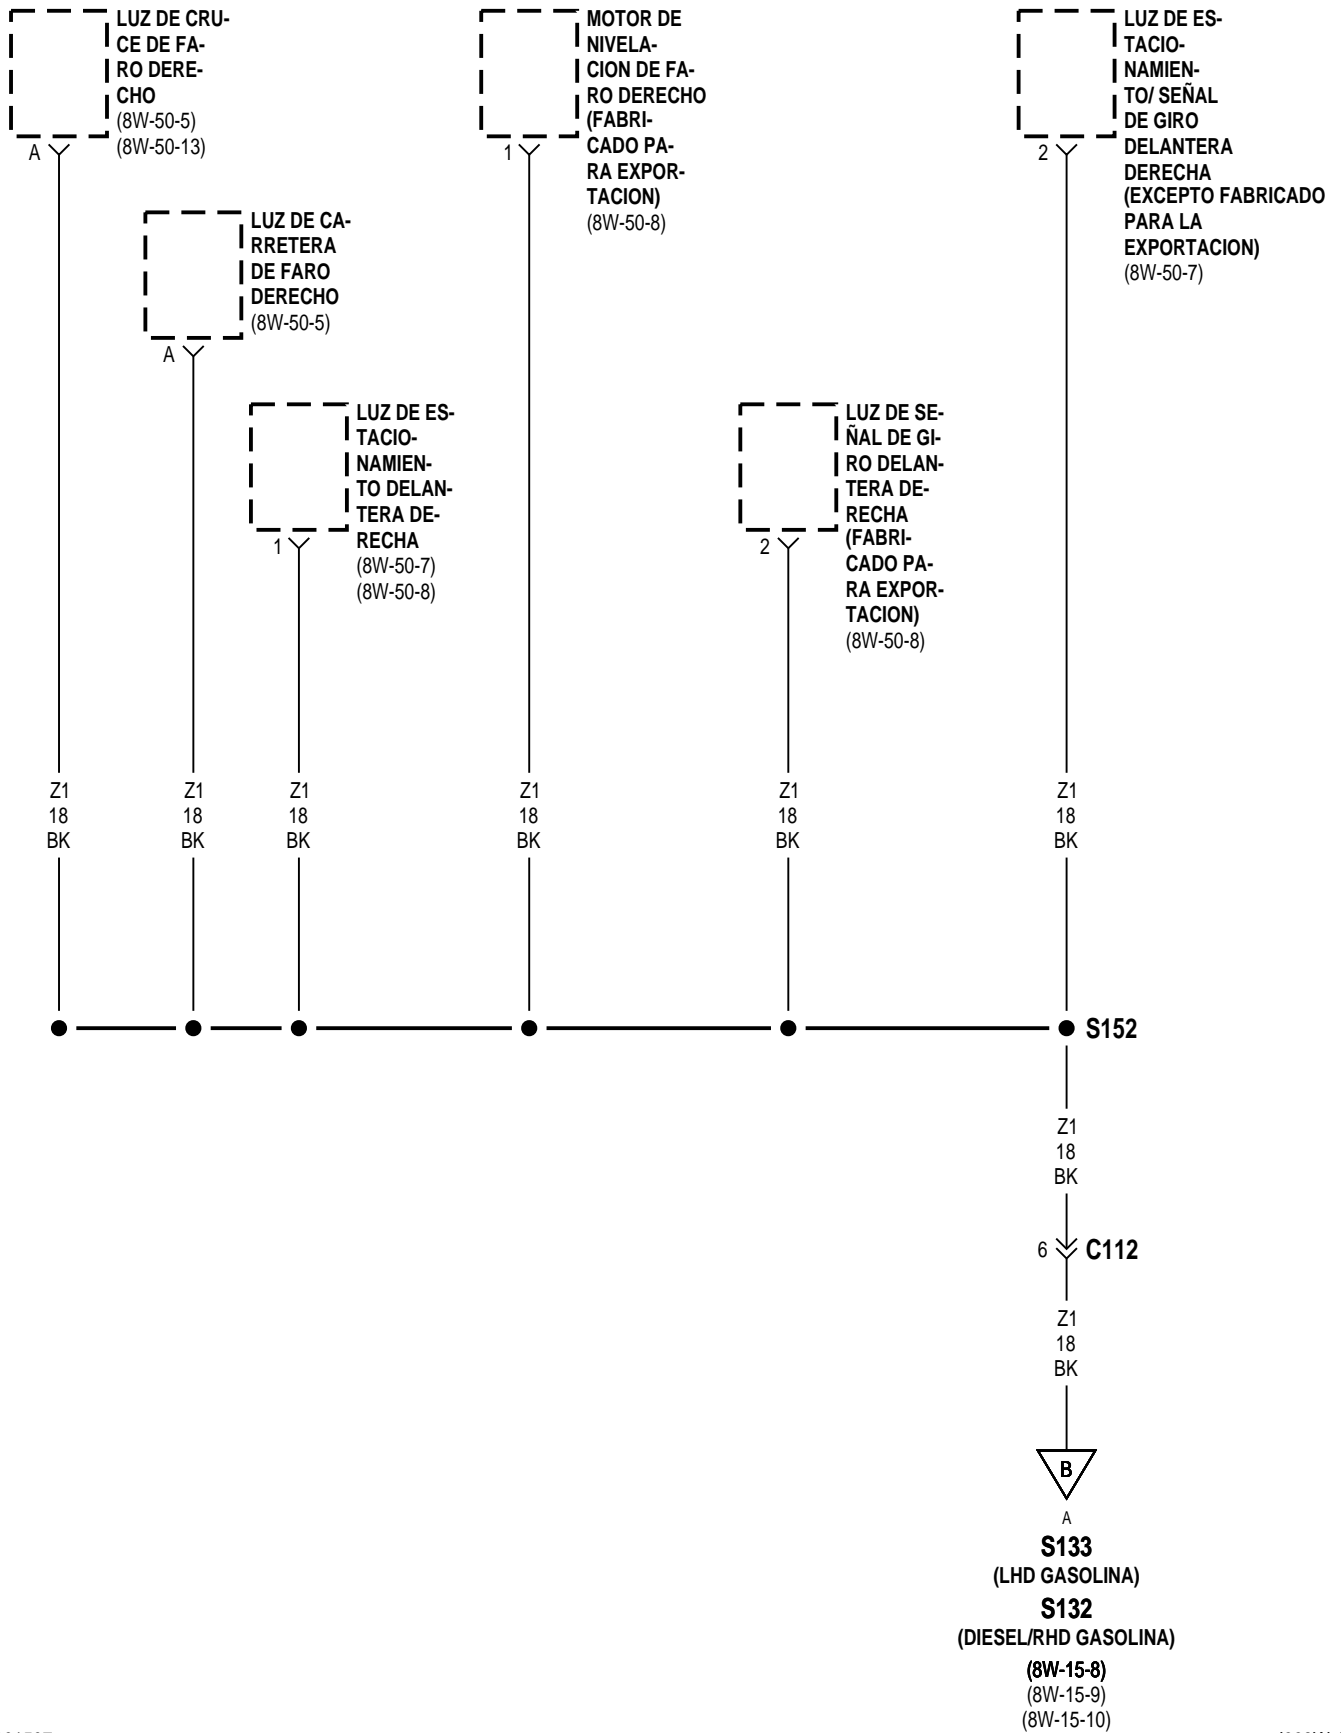 LUZ DE CRU-
CE DE FA-
RO DERE-
CHO
(8W-50-5)
(8W-50-13)
A
MOTOR DE
NIVELA-
CION DE FA-
RO DERECHO
(FABRI-
CADO PA-
RA EXPOR-
TACION)
(8W-50-8)
1
LUZ DE ES-
TACIO-
NAMIEN-
TO/ SEÑAL
DE GIRO
DELANTERA
DERECHA
(EXCEPTO FABRICADO
PARA LA
EXPORTACION)
(8W-50-7)
2
LUZ DE CA-
RRETERA
DE FARO
DERECHO
(8W-50-5)
A
LUZ DE ES-
TACIO-
NAMIEN-
TO DELAN-
TERA DE-
RECHA
(8W-50-7)
(8W-50-8)
1
LUZ DE SE-
ÑAL DE GI-
RO DELAN-
TERA DE-
RECHA
(FABRI-
CADO PA-
RA EXPOR-
TACION)
(8W-50-8)
2
Z1 Z1 Z1 Z1 Z1 Z1
18 18 18 18 18 18
BK BK BK BK BK BK
S152
Z1
18
BK
6 C112
Z1
18
BK
B
A
S133
(LHD GASOLINA)
S132
(DIESEL/RHD GASOLINA)
(8W-15-8)
(8W-15-9)
(8W-15-10)